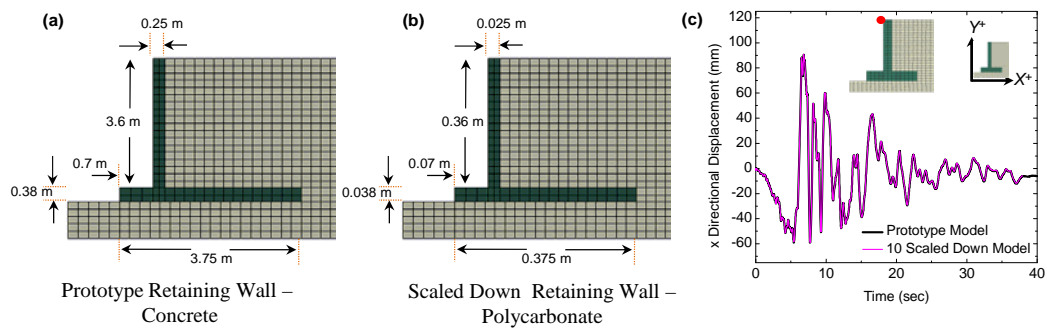 (a)
0.25 m
3.6 m
0.7 m
0.38 m
3.75 m
Prototype Retaining Wall –
Concrete
(b)
0.025 m
0.36 m
0.07 m
0.038 m
0.375 m
Scaled Down Retaining Wall –
Polycarbonate
(c)
120
100
80
60
40
20
0
-20
-40
-60
x Directional Displacement (mm)
Y+
X+
Prototype Model
10 Scaled Down Model
0 10 20 30 40
Time (sec)